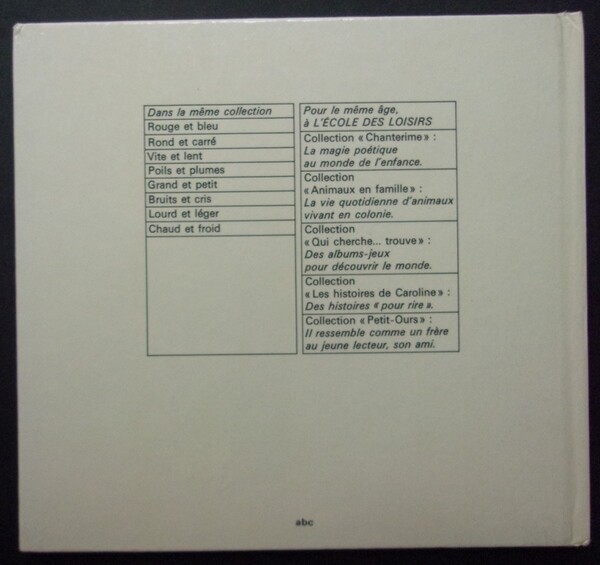 Dans la même collection
Rouge et bleu
Rond et carré
Vite et lent
Poils et plumes
Grand et petit
Bruits et cris
Lourd et léger
Chaud et froid
Pour le même âge,
à L'ÉCOLE DES LOISIRS
Collection « Chanterime » :
La magie poétique
au monde de l'enfance.
Collection
« Animaux en famille » :
La vie quotidienne d'animaux
vivant en colonie.
Collection
« Qui cherche... trouve » :
Des albums-jeux
pour découvrir le monde.
Collection
« Les histoires de Caroline » :
Des histoires « pour rire ».
Collection « Petit-Ours » :
Il ressemble comme un frère
au jeune lecteur, son ami.
abc